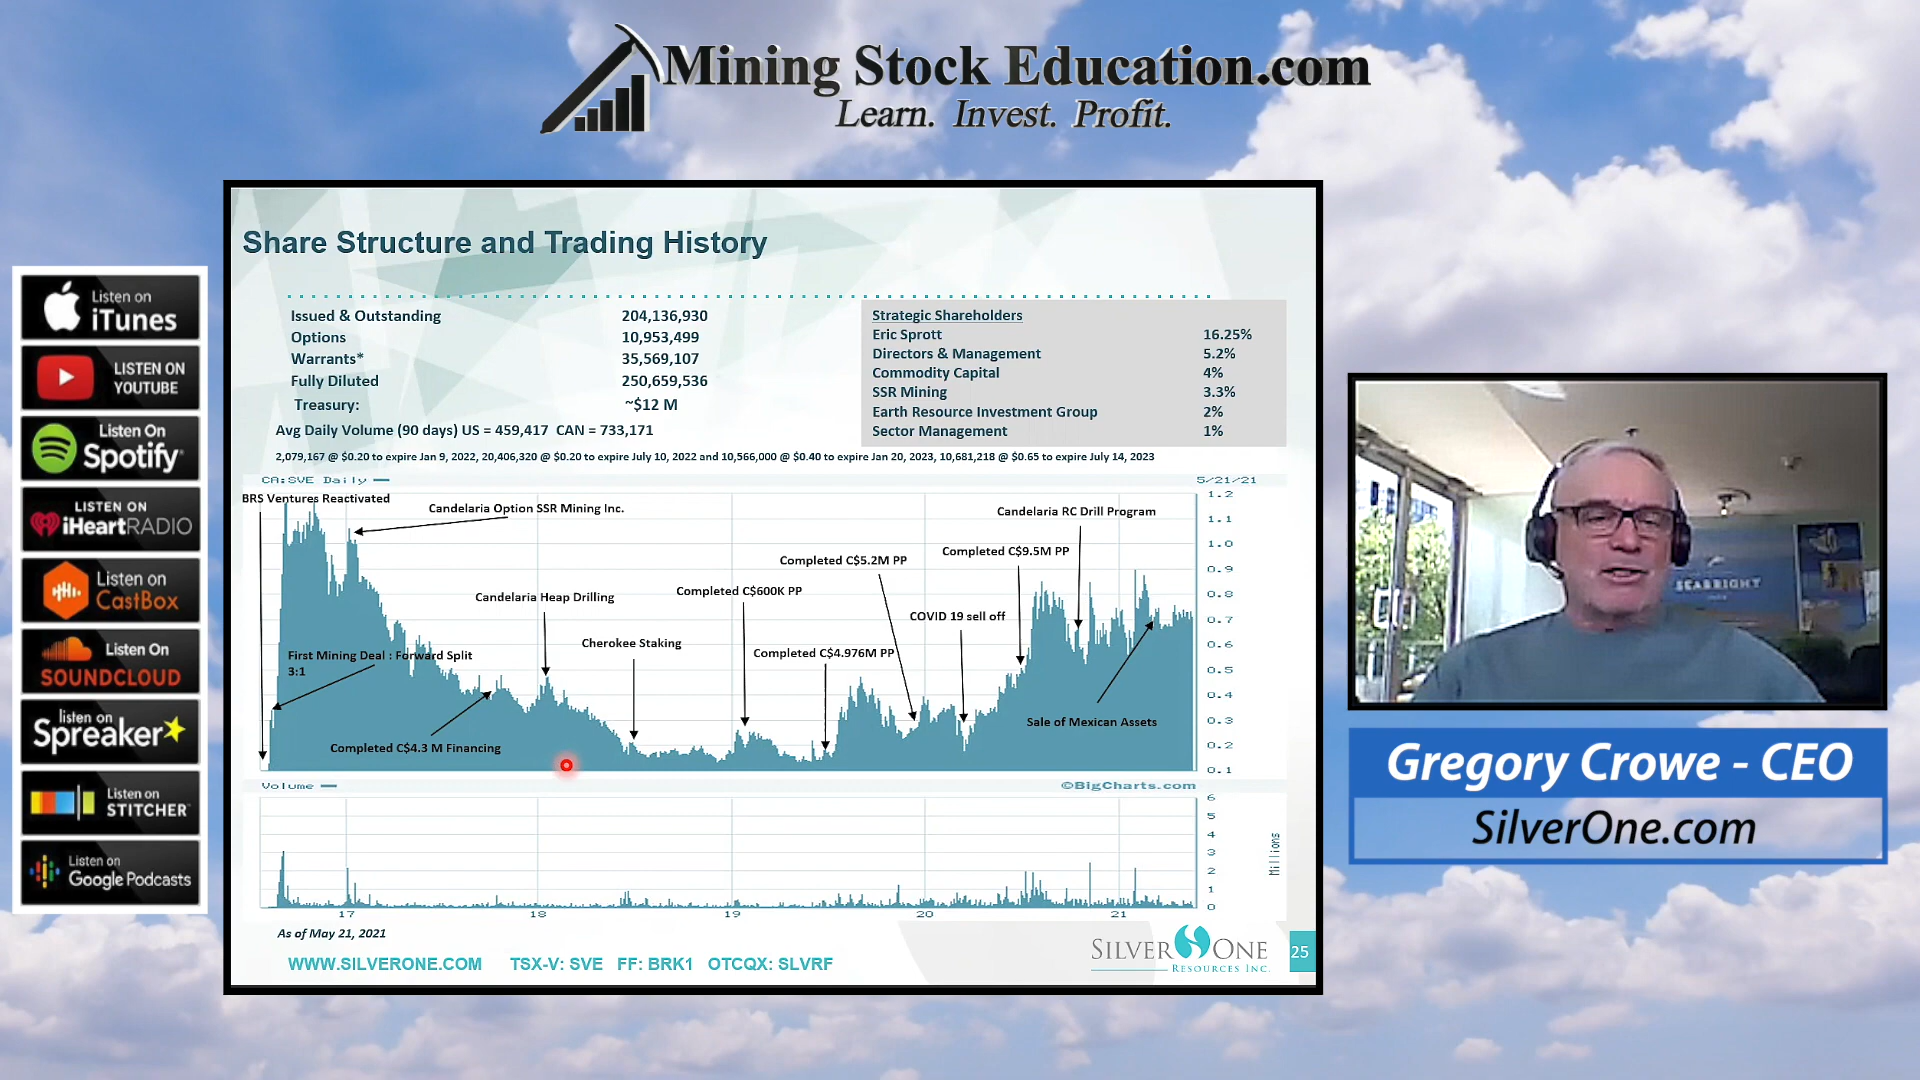 Mining Stock Education.com
Learn. Invest. Profit.
Listen on
iTunes
LISTEN ON
YOUTUBE
Listen On
Spotify
LISTEN ON
iHeartRADIO
Listen on
CastBox
Listen On
SOUNDCLOUD
listen on
Spreaker
Listen on
STITCHER
Listen on
Google Podcasts
Share Structure and Trading History
Issued & Outstanding 204,136,930
Options 10,953,499
Warrants* 35,569,107
Fully Diluted 250,659,536
Treasury: ~$12 M
Avg Daily Volume (90 days) US = 459,417 CAN = 733,171
Strategic Shareholders
Eric Sprott 16.25%
Directors & Management 5.2%
Commodity Capital 4%
SSR Mining 3.3%
Earth Resource Investment Group 2%
Sector Management 1%
2,079,167 @ $0.20 to expire Jan 9, 2022, 20,406,320 @ $0.20 to expire July 10, 2022 and 10,566,000 @ $0.40 to expire Jan 20, 2023, 10,681,218 @ $0.65 to expire July 14, 2023
CA:SVE Daily 5/21/21
BRS Ventures Reactivated
Candelaria Option SSR Mining Inc.
Candelaria RC Drill Program
Completed C$9.5M PP
Completed C$5.2M PP
Completed C$600K PP
Candelaria Heap Drilling
COVID 19 sell off
Cherokee Staking
Completed C$4.976M PP
First Mining Deal : Forward Split
3:1
Sale of Mexican Assets
Completed C$4.3 M Financing
1.2
1.1
1.0
0.9
0.8
0.7
0.6
0.5
0.4
0.3
0.2
0.1
Volume ©BigCharts.com
6
5
4
3
2
1
0
Millions
17 18 19 20 21
As of May 21, 2021
WWW.SILVERONE.COM TSX-V: SVE FF: BRK1 OTCQX: SLVRF
SILVER ONE
RESOURCES INC.
25
SEABRIGHT
Gregory Crowe - CEO
SilverOne.com